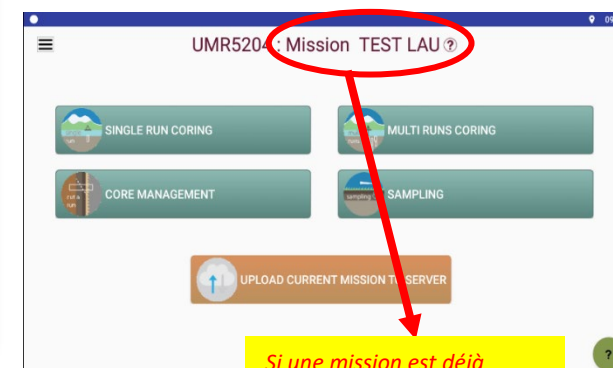 09
UMR5204 : Mission TEST LAU ?
SINGLE RUN CORING
MULTI RUNS CORING
CORE MANAGEMENT
SAMPLING
UPLOAD CURRENT MISSION TO SERVER
Si une mission est déjà
?